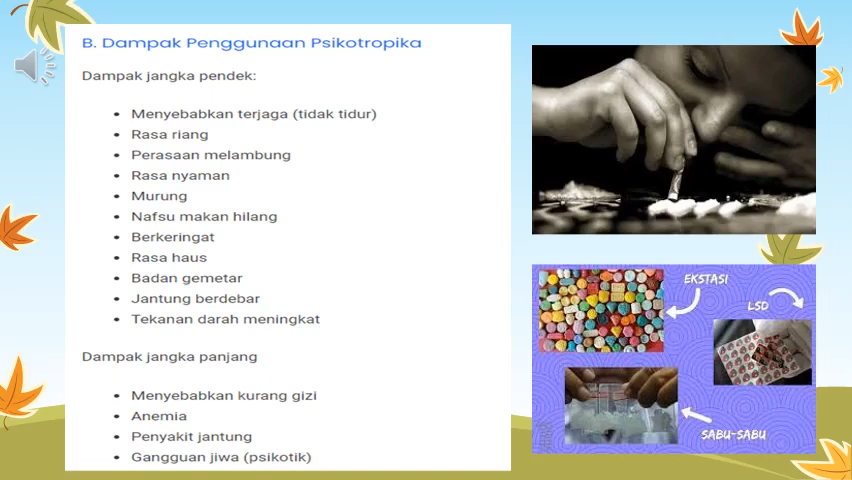 B. Dampak Penggunaan Psikotropika
Dampak jangka pendek:
• Menyebabkan terjaga (tidak tidur)
• Rasa riang
• Perasaan melambung
• Rasa nyaman
• Murung
• Nafsu makan hilang
• Berkeringat
• Rasa haus
• Badan gemetar
• Jantung berdebar
• Tekanan darah meningkat
Dampak jangka panjang
• Menyebabkan kurang gizi
• Anemia
• Penyakit jantung
• Gangguan jiwa (psikotik)
EKSTASI
LSD
SABU-SABU